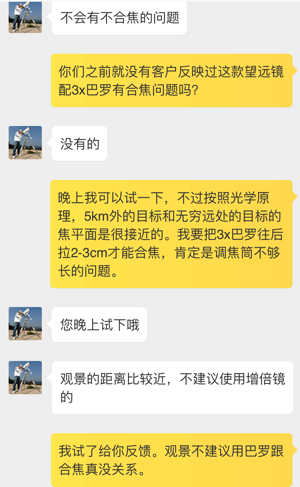 不会有不合焦的问题
你们之前就没有客户反映过这款望远镜
配3x巴罗有合焦问题吗?
没有的
晚上我可以试一下，不过按照光学原
理，5km外的目标和无穷远处的目标的
焦平面是很接近的。我要把3x巴罗往后
拉2-3cm才能合焦，肯定是调焦筒不够
长的问题。
您晚上试下哦
观景的距离比较近，不建议使用增倍镜
的
我试了给你反馈。观景不建议用巴罗跟
合焦真没关系。